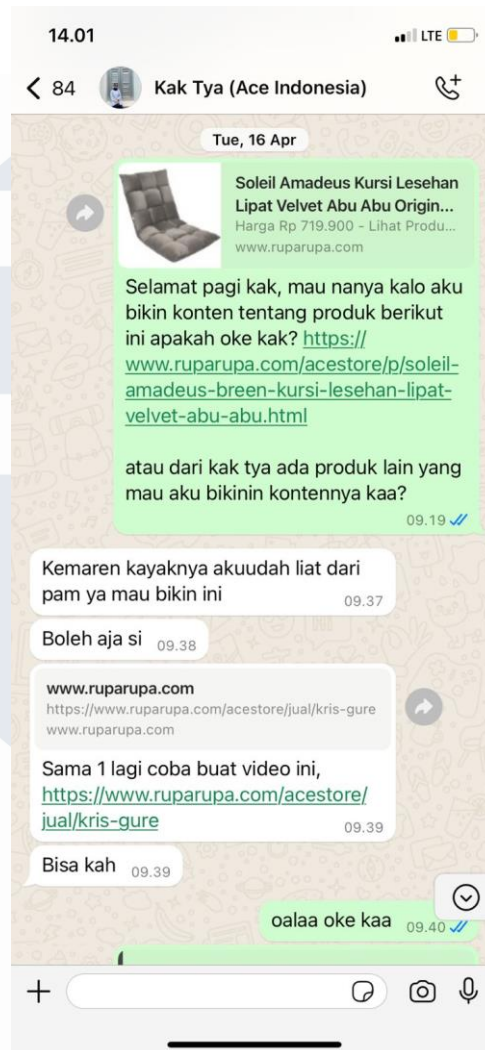 14.01
LTE
84
Kak Tya (Ace Indonesia)
Tue, 16 Apr
Soleil Amadeus Kursi Lesehan
Lipat Velvet Abu Abu Origin...
Harga Rp 719.900 - Lihat Produ...
www.ruparupa.com
Selamat pagi kak, mau nanya kalo aku
bikin konten tentang produk berikut
ini apakah oke kak? https://
www.ruparupa.com/acestore/p/soleil-
amadeus-breen-kursi-lesehan-lipat-
velvet-abu-abu.html
atau dari kak tya ada produk lain yang
mau aku bikinin kontennya kaa?
09.19
Kemaren kayaknya akuudah liat dari
pam ya mau bikin ini
09.37
Boleh aja si
09.38
www.ruparupa.com
https://www.ruparupa.com/acestore/jual/kris-gure
www.ruparupa.com
Sama 1 lagi coba buat video ini,
https://www.ruparupa.com/acestore/
jual/kris-gure
09.39
Bisa kah
09.39
oalaa oke kaa
09.40